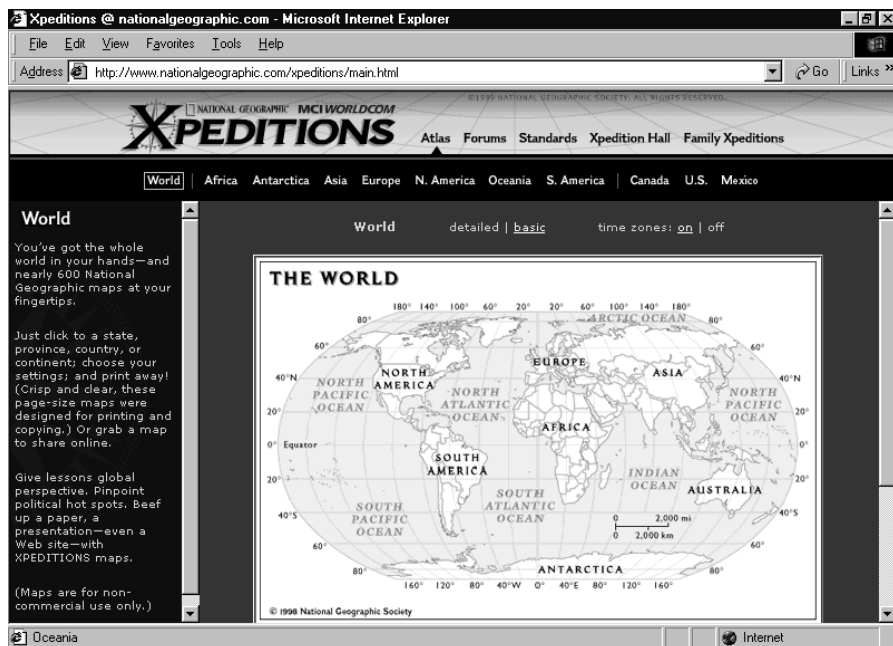 Xpeditions @ nationalgeographic.com - Microsoft Internet Explorer
File Edit View Favorites Tools Help
Address http://www.nationalgeographic.com/xpeditions/main.html Go Links »
©1999 NATIONAL GEOGRAPHIC SOCIETY. ALL RIGHTS RESERVED.
NATIONAL GEOGRAPHIC MCI WORLDCOM
XPEDITIONS
Atlas Forums Standards Xpedition Hall Family Xpeditions
World Africa Antarctica Asia Europe N. America Oceania S. America Canada U.S. Mexico
World
You've got the whole
world in your hands—and
nearly 600 National
Geographic maps at your
fingertips.
Just click to a state,
province, country, or
continent; choose your
settings; and print away!
(Crisp and clear, these
page-size maps were
designed for printing and
copying.) Or grab a map
to share online.
Give lessons global
perspective. Pinpoint
political hot spots. Beef
up a paper, a
presentation—even a
Web site—with
XPEDITIONS maps.
(Maps are for non-
commercial use only.)
World detailed | basic time zones: on | off
THE WORLD
180° 140° 100° 60° 20° 20° 60° 100° 140° 180°
80° ARCTIC OCEAN 80°
60° 60°
EUROPE
NORTH AMERICA
ASIA
40°N 40°N
NORTH PACIFIC OCEAN
NORTH ATLANTIC OCEAN
NORTH PACIFIC OCEAN
20° 20°
AFRICA
0° Equator 0°
SOUTH AMERICA
INDIAN OCEAN
20° 20°
AUSTRALIA
SOUTH PACIFIC OCEAN
SOUTH ATLANTIC OCEAN
40°S 40°S
0 2,000 mi
0 2,000 km
60° 60°
80° ANTARCTICA 80°
160° 120° 80° 40°W 0° 40°E 80° 120° 160°
© 1998 National Geographic Society
Oceania Internet